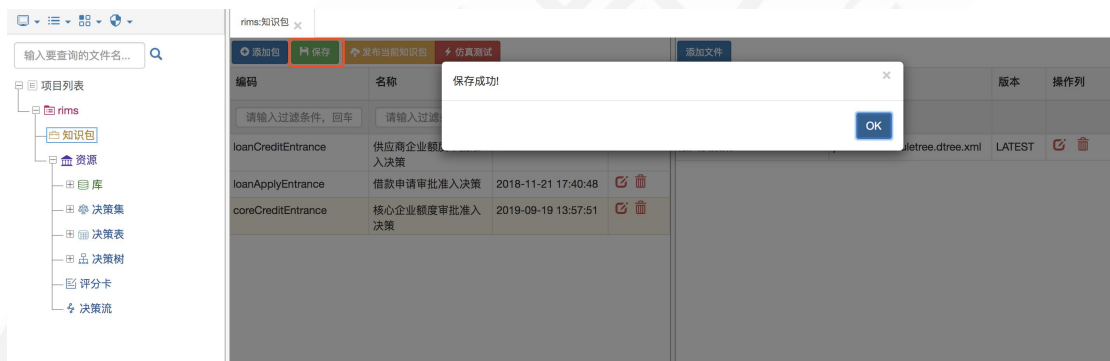 rims:知识包
输入要查询的文件名...
添加包
保存
发布当前知识包
仿真测试
添加文件
保存成功!
×
OK
项目列表
rims
知识包
资源
库
决策集
决策表
决策树
评分卡
决策流
编码
名称
版本
操作列
请输入过滤条件，回车
请输入过滤
loanCreditEntrance
供应商企业额
入决策
uletree.dtree.xml
LATEST
loanApplyEntrance
借款申请审批准入决策
2018-11-21 17:40:48
coreCreditEntrance
核心企业额度审批准入
决策
2019-09-19 13:57:51